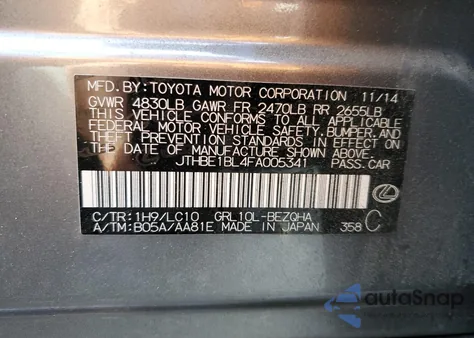 MFD.BY:TOYOTA MOTOR CORPORATION 11/14
GVWR 4830LB GAWR FR 2470LB RR 2655LB
THIS VEHICLE CONFORMS TO ALL APPLICABLE
FEDERAL MOTOR VEHICLE SAFETY,BUMPER,AND
THEFT PREVENTION STANDARDS IN EFFECT ON
THE DATE OF MANUFACTURE SHOWN ABOVE.
JTHBE1BL4FA005341 PASS.CAR
C/TR:1H9/LC10 GRL10L-BEZQHA C
A/TM:B05A/AA81E MADE IN JAPAN 358
autoSnap